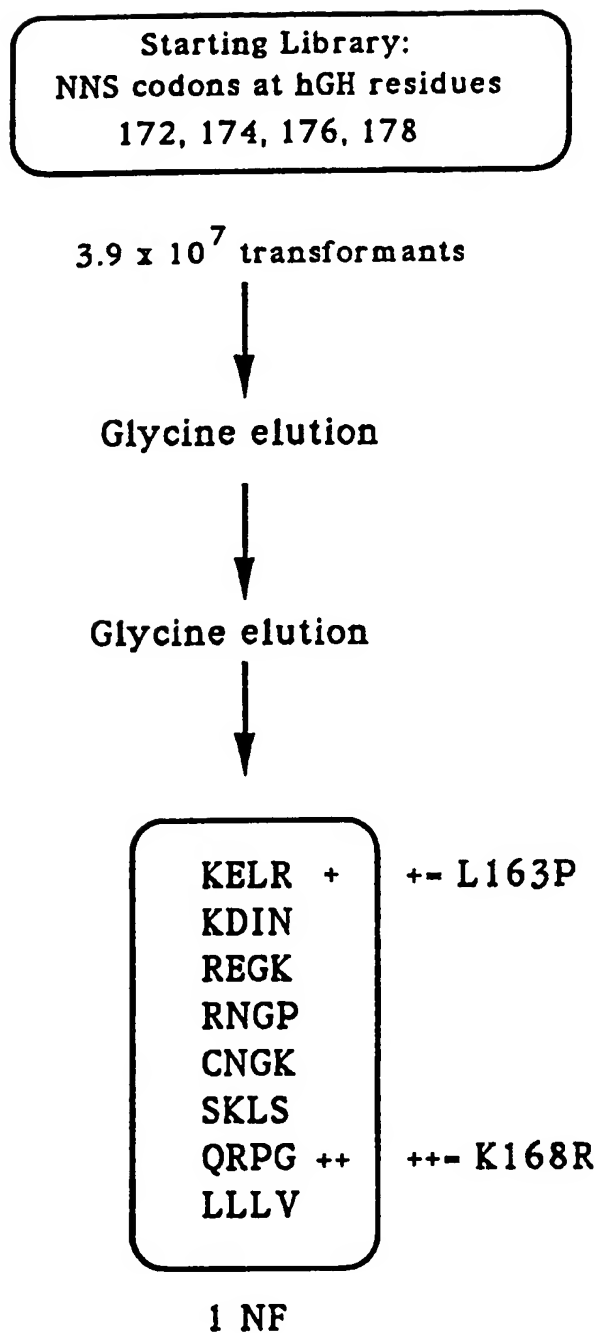 Starting Library:
NNS codons at hGH residues
172, 174, 176, 178
3.9 x 10^7 transformants
Glycine elution
Glycine elution
KELR + +- L163P
KDIN
REGK
RNGP
CNGK
SKLS
QRPG ++ ++- K168R
LLLV
1 NF